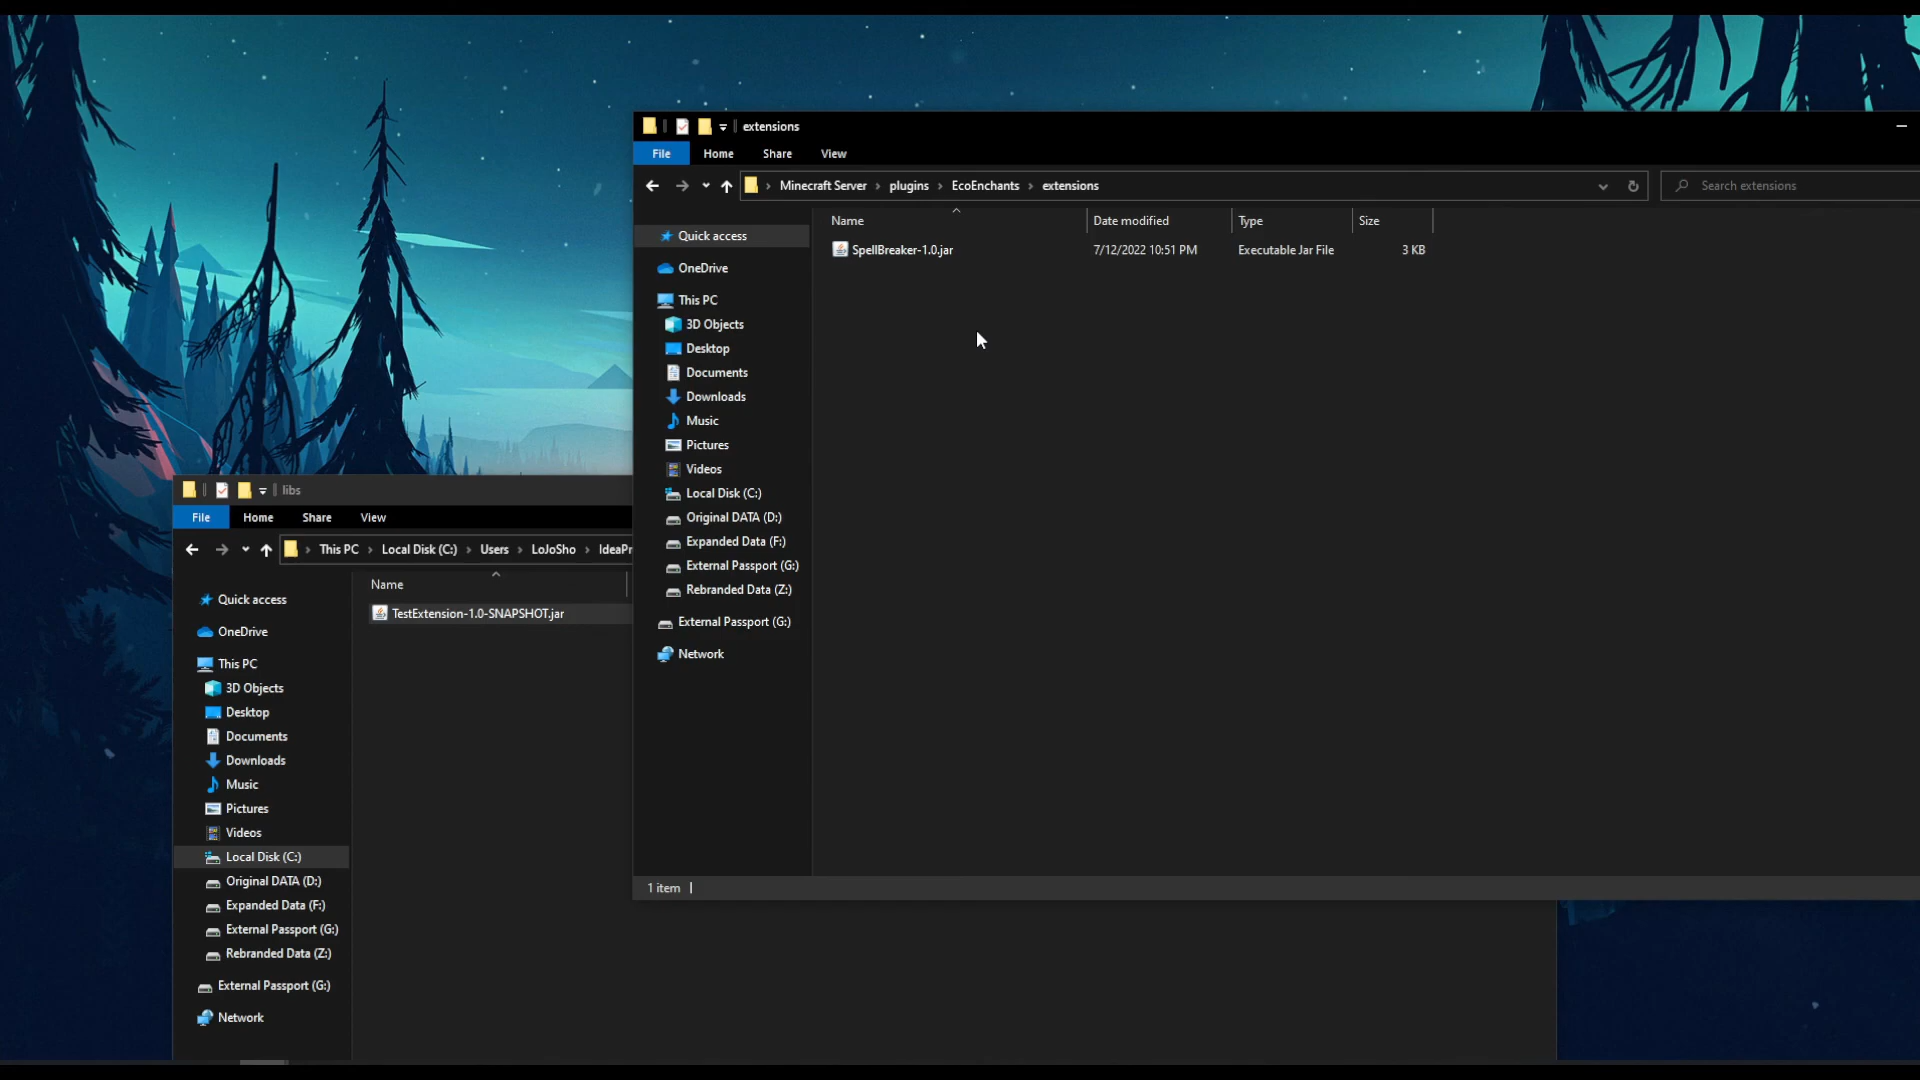 extensions
File Home Share View
Minecraft Server > plugins > EcoEnchants > extensions
Search extensions
Name Date modified Type Size
SpellBreaker-1.0.jar 7/12/2022 10:51 PM Executable Jar File 3 KB
Quick access
OneDrive
This PC
3D Objects
Desktop
Documents
Downloads
Music
Pictures
Videos
Local Disk (C:)
Original DATA (D:)
Expanded Data (F:)
External Passport (G:)
Rebranded Data (Z:)
External Passport (G:)
Network
1 item
libs
File Home Share View
This PC > Local Disk (C:) > Users > LoJoSho > IdeaPr
Name
TestExtension-1.0-SNAPSHOT.jar
Quick access
OneDrive
This PC
3D Objects
Desktop
Documents
Downloads
Music
Pictures
Videos
Local Disk (C:)
Original DATA (D:)
Expanded Data (F:)
External Passport (G:)
Rebranded Data (Z:)
External Passport (G:)
Network